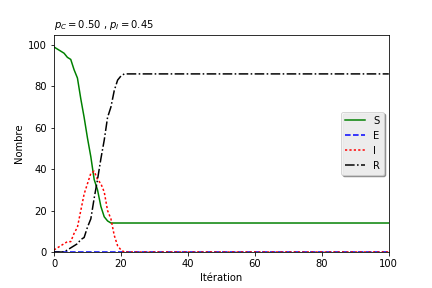 p_C = 0.50 , p_I = 0.45
100
80
60
40
20
0
Nombre
S
E
I
R
0 20 40 60 80 100
Itération